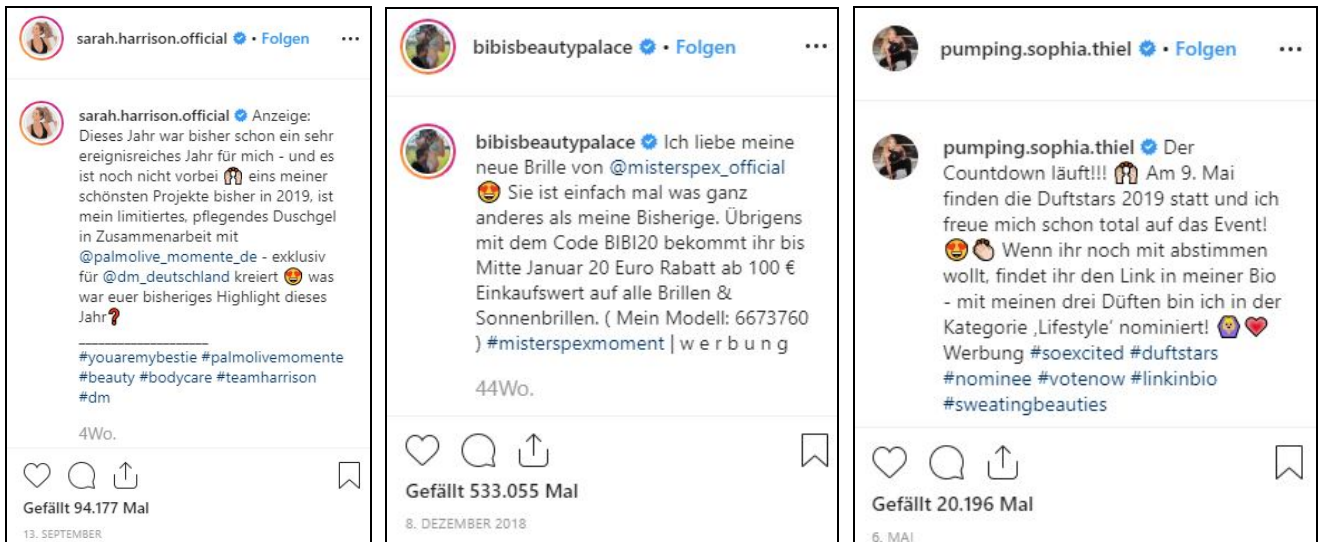 sarah.harrison.official • Folgen
sarah.harrison.official Anzeige:
Dieses Jahr war bisher schon ein sehr
ereignisreiches Jahr für mich - und es
ist noch nicht vorbei 🙌 eins meiner
schönsten Projekte bisher in 2019, ist
mein limitiertes, pflegendes Duschgel
in Zusammenarbeit mit
@palmolive_momente_de - exklusiv
für @dm_deutschland kreiert 😍 was
war euer bisheriges Highlight dieses
Jahr❓
____________________
#youaremybestie #palmolivemomente
#beauty #bodycare #teamharrison
#dm
4Wo.
Gefällt 94.177 Mal
13. SEPTEMBER
bibisbeautypalace • Folgen
bibisbeautypalace Ich liebe meine
neue Brille von @misterspex_official
😍 Sie ist einfach mal was ganz
anderes als meine Bisherige. Übrigens
mit dem Code BIBI20 bekommt ihr bis
Mitte Januar 20 Euro Rabatt ab 100 €
Einkaufswert auf alle Brillen &
Sonnenbrillen. ( Mein Modell: 6673760
) #misterspexmoment | w e r b u n g
44Wo.
Gefällt 533.055 Mal
8. DEZEMBER 2018
pumping.sophia.thiel • Folgen
pumping.sophia.thiel Der
Countdown läuft!!! 🙌 Am 9. Mai
finden die Duftstars 2019 statt und ich
freue mich schon total auf das Event!
😍👏 Wenn ihr noch mit abstimmen
wollt, findet ihr den Link in meiner Bio
- mit meinen drei Düften bin ich in der
Kategorie ‚Lifestyle‘ nominiert! 🙆‍♀️❤️
Werbung #soexcited #duftstars
#nominee #votenow #linkinbio
#sweatingbeauties
Gefällt 20.196 Mal
6. MAI